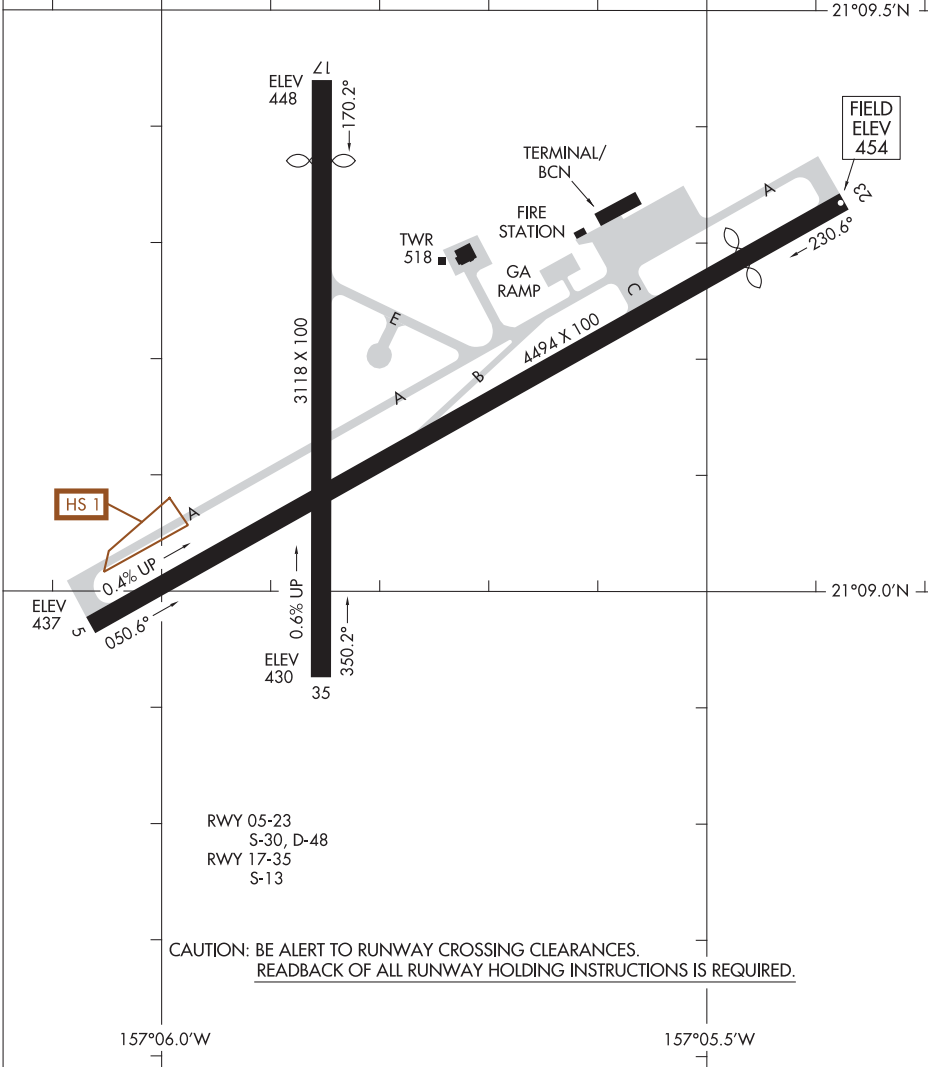 21°09.5'N
17
ELEV
448
170.2°
FIELD
ELEV
454
TERMINAL/
BCN
A
23
FIRE
STATION
230.6°
TWR
518
GA
RAMP
C
E
3118 X 100
4494 X 100
B
A
HS 1
A
0.4% UP
21°09.0'N
ELEV
437
5
050.6°
0.6% UP
350.2°
ELEV
430
35
RWY 05-23
S-30, D-48
RWY 17-35
S-13
CAUTION: BE ALERT TO RUNWAY CROSSING CLEARANCES.
READBACK OF ALL RUNWAY HOLDING INSTRUCTIONS IS REQUIRED.
157°06.0'W
157°05.5'W